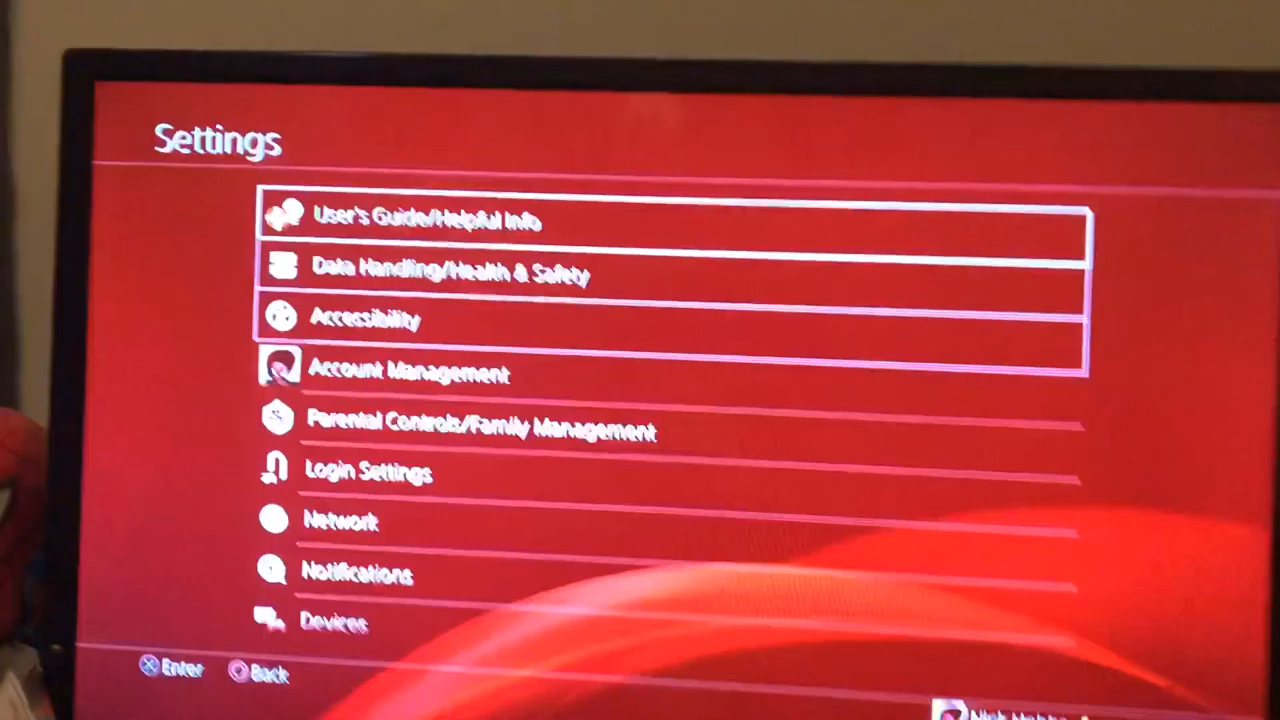 Settings
User's Guide/Helpful Info
Data Handling/Health & Safety
Accessibility
Account Management
Parental Controls/Family Management
Login Settings
Network
Notifications
Devices
Enter Back